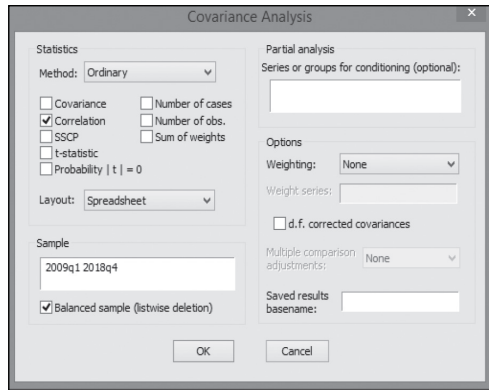 Covariance Analysis
Statistics
Method: Ordinary
Covariance
Number of cases
Correlation
Number of obs.
SSCP
Sum of weights
t-statistic
Probability | t | = 0
Layout: Spreadsheet
Sample
2009q1 2018q4
Balanced sample (listwise deletion)
Partial analysis
Series or groups for conditioning (optional):
Options
Weighting: None
Weight series:
d.f. corrected covariances
Multiple comparison
adjustments: None
Saved results
basename:
OK
Cancel